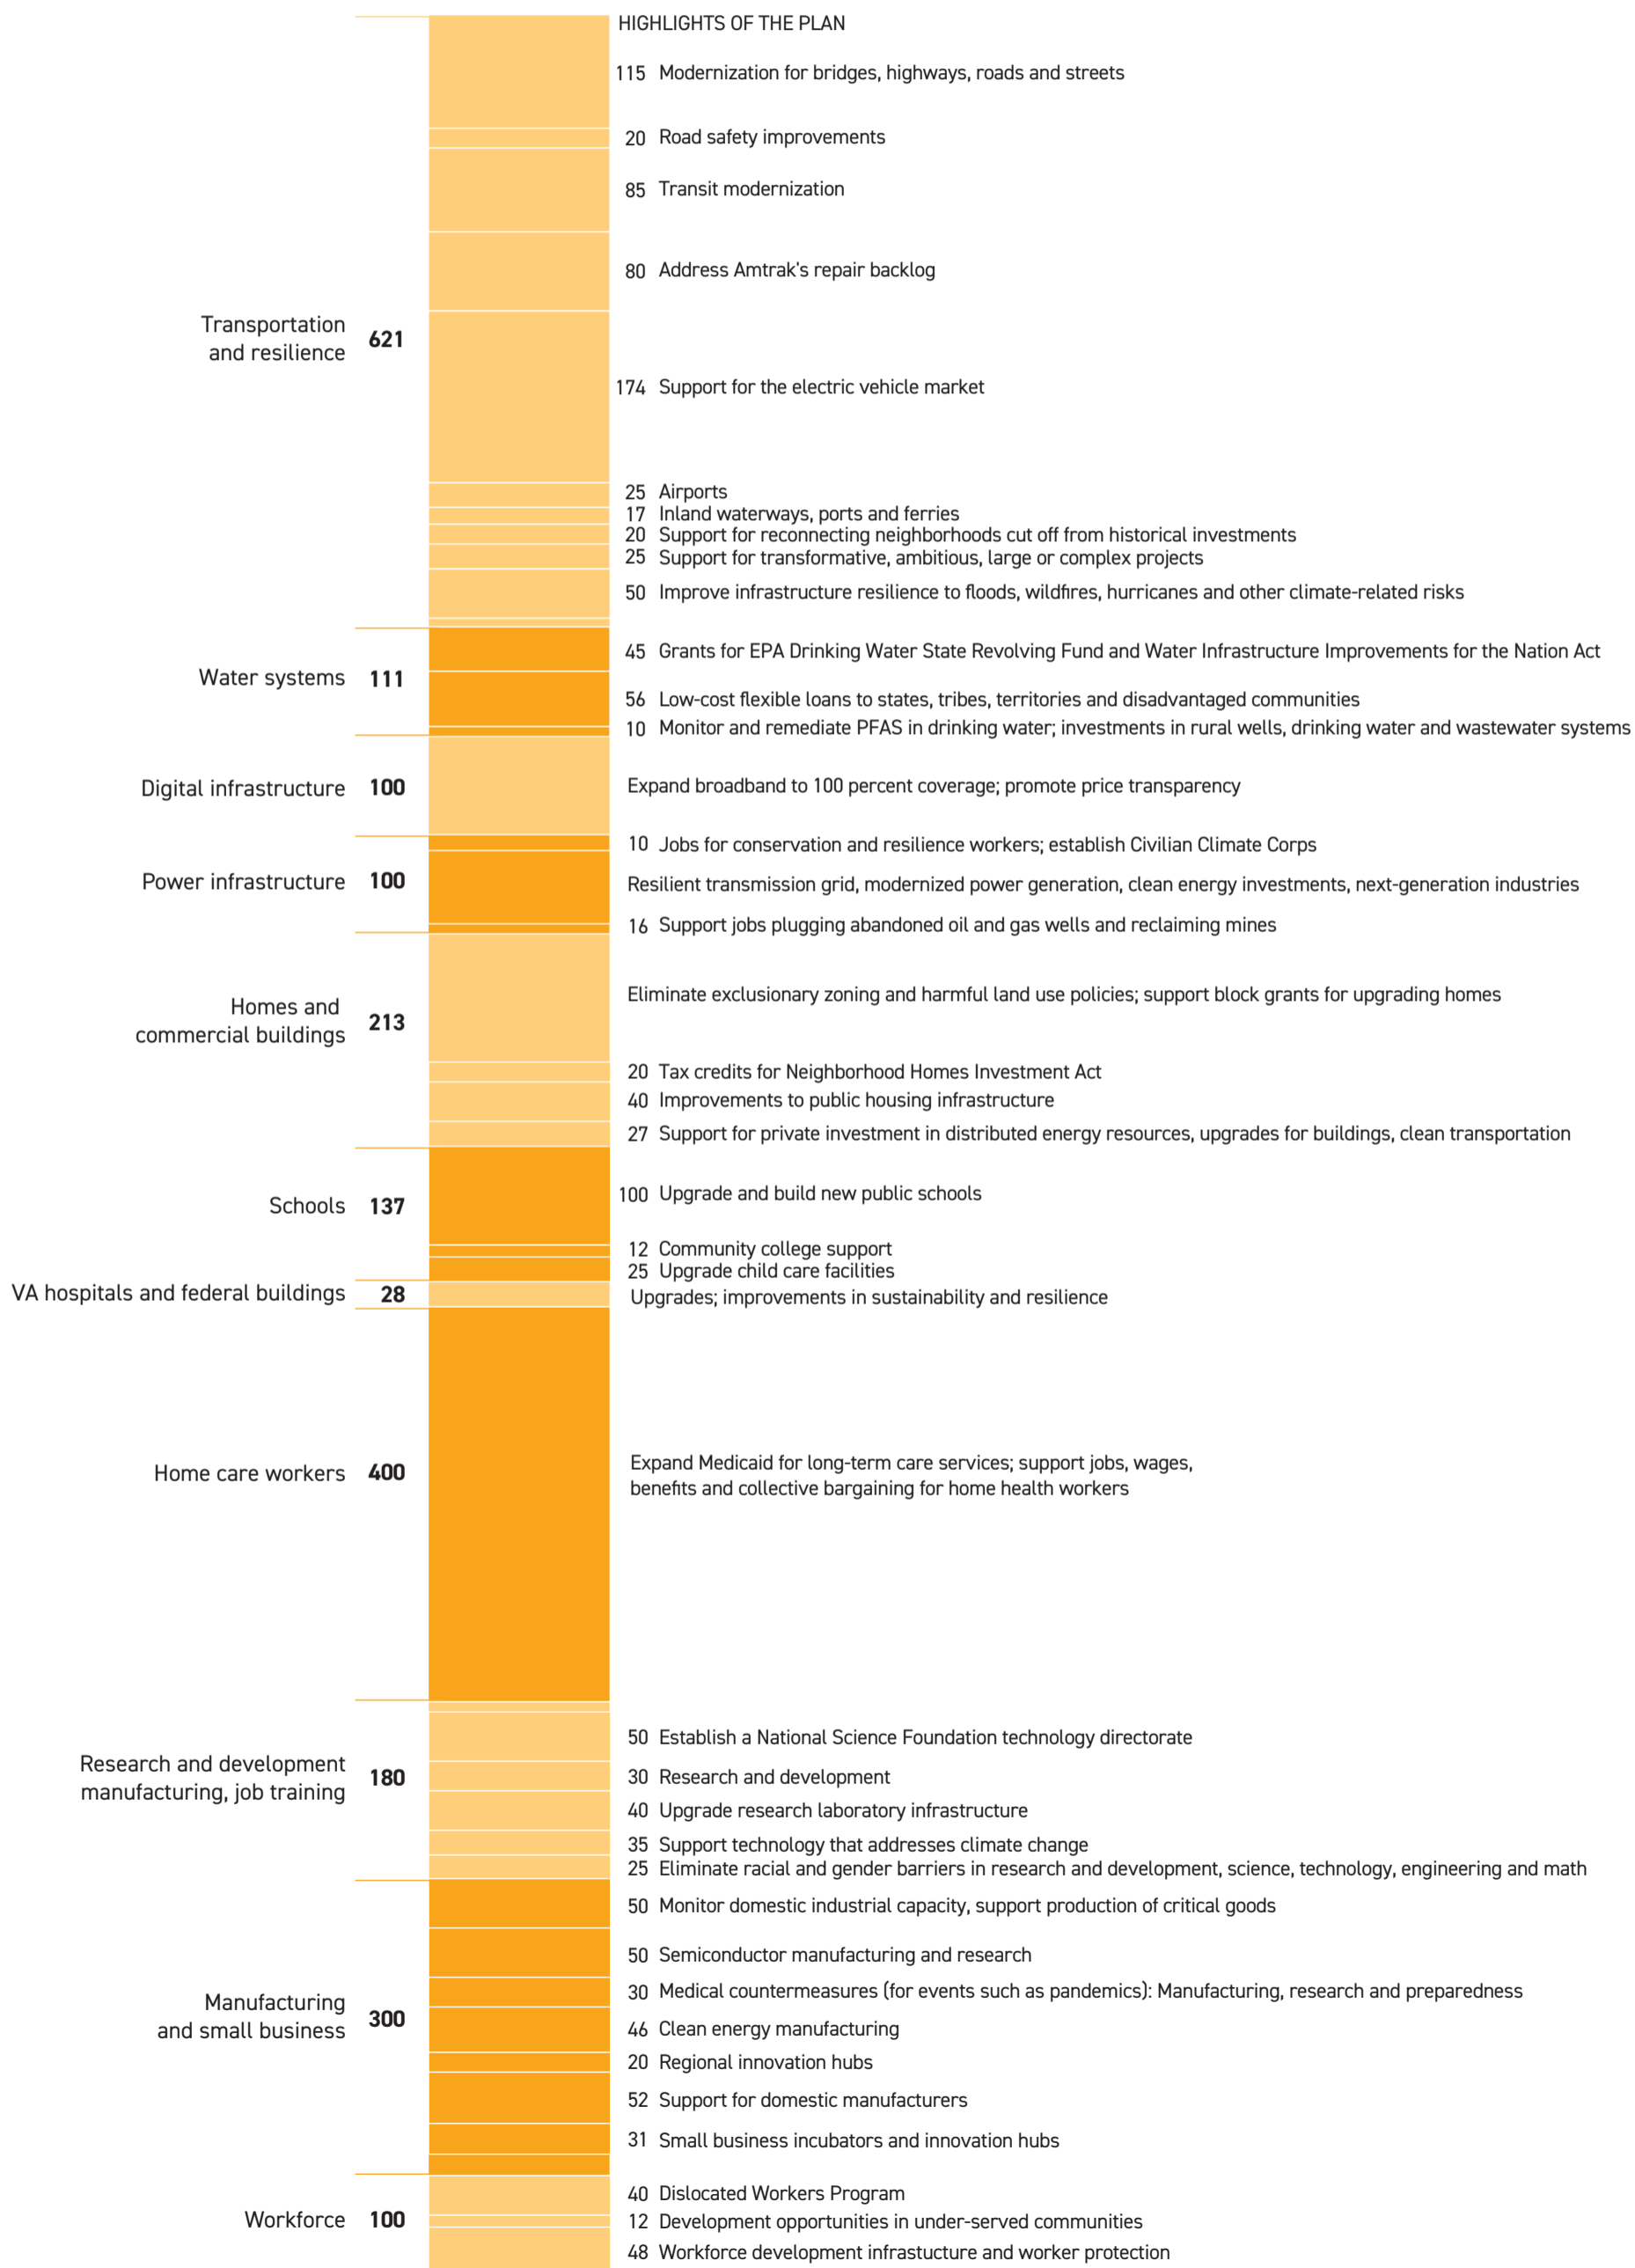 HIGHLIGHTS OF THE PLAN
115 Modernization for bridges, highways, roads and streets
20 Road safety improvements
85 Transit modernization
80 Address Amtrak's repair backlog
Transportation
and resilience 621
174 Support for the electric vehicle market
25 Airports
17 Inland waterways, ports and ferries
20 Support for reconnecting neighborhoods cut off from historical investments
25 Support for transformative, ambitious, large or complex projects
50 Improve infrastructure resilience to floods, wildfires, hurricanes and other climate-related risks
Water systems 111
45 Grants for EPA Drinking Water State Revolving Fund and Water Infrastructure Improvements for the Nation Act
56 Low-cost flexible loans to states, tribes, territories and disadvantaged communities
10 Monitor and remediate PFAS in drinking water; investments in rural wells, drinking water and wastewater systems
Digital infrastructure 100
Expand broadband to 100 percent coverage; promote price transparency
Power infrastructure 100
10 Jobs for conservation and resilience workers; establish Civilian Climate Corps
Resilient transmission grid, modernized power generation, clean energy investments, next-generation industries
16 Support jobs plugging abandoned oil and gas wells and reclaiming mines
Homes and
commercial buildings 213
Eliminate exclusionary zoning and harmful land use policies; support block grants for upgrading homes
20 Tax credits for Neighborhood Homes Investment Act
40 Improvements to public housing infrastructure
27 Support for private investment in distributed energy resources, upgrades for buildings, clean transportation
Schools 137
100 Upgrade and build new public schools
12 Community college support
25 Upgrade child care facilities
VA hospitals and federal buildings 28
Upgrades; improvements in sustainability and resilience
Home care workers 400
Expand Medicaid for long-term care services; support jobs, wages,
benefits and collective bargaining for home health workers
Research and development
manufacturing, job training 180
50 Establish a National Science Foundation technology directorate
30 Research and development
40 Upgrade research laboratory infrastructure
35 Support technology that addresses climate change
25 Eliminate racial and gender barriers in research and development, science, technology, engineering and math
Manufacturing
and small business 300
50 Monitor domestic industrial capacity, support production of critical goods
50 Semiconductor manufacturing and research
30 Medical countermeasures (for events such as pandemics): Manufacturing, research and preparedness
46 Clean energy manufacturing
20 Regional innovation hubs
52 Support for domestic manufacturers
31 Small business incubators and innovation hubs
Workforce 100
40 Dislocated Workers Program
12 Development opportunities in under-served communities
48 Workforce development infrastucture and worker protection